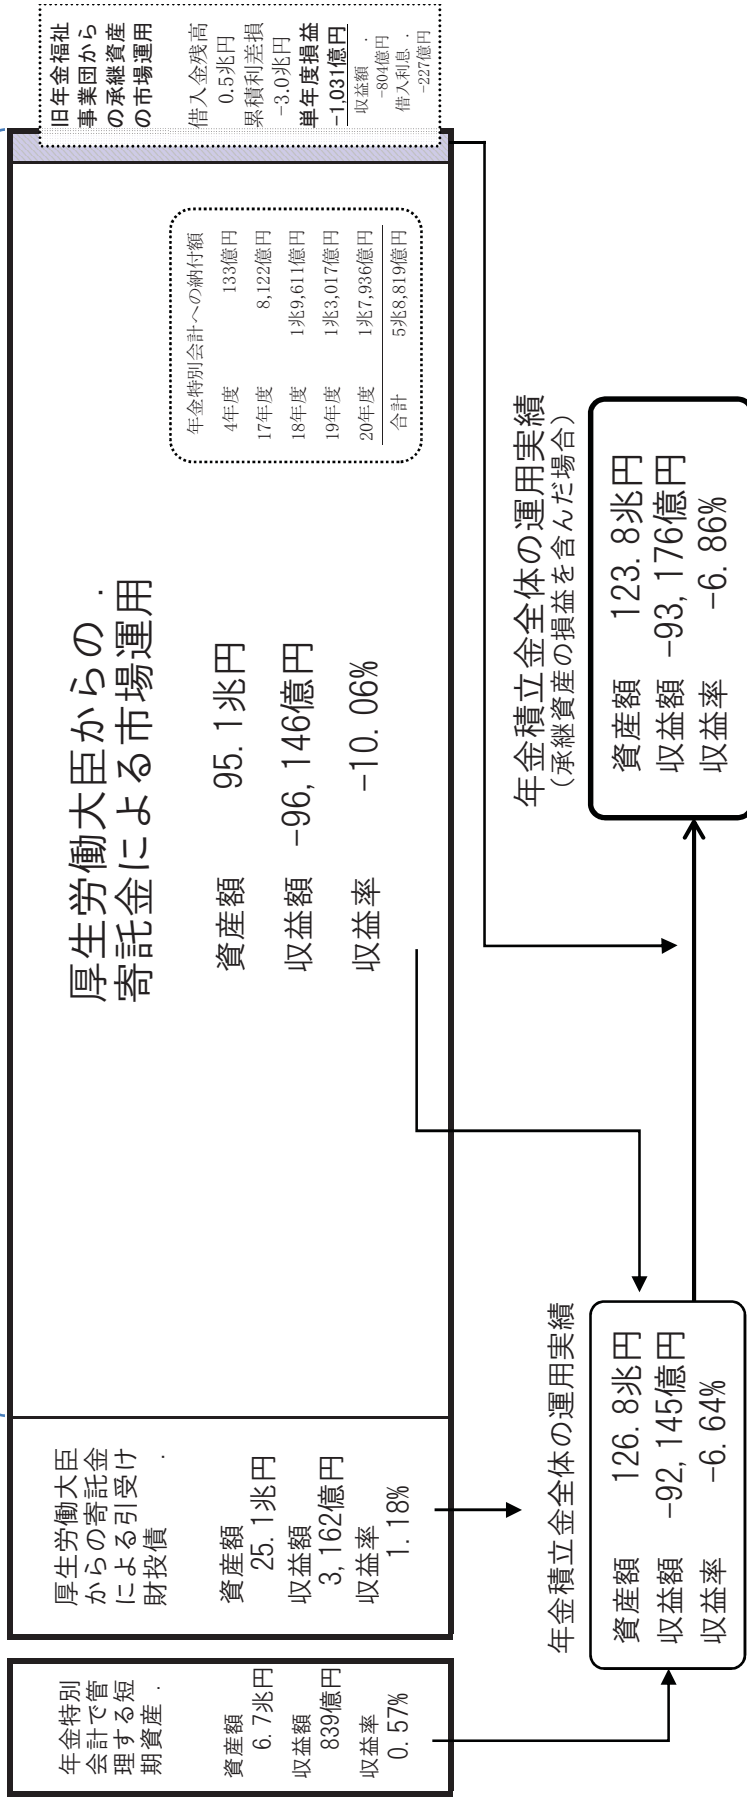 年金特別
会計で管
理する短
期資産 .
資産額
6.7兆円
収益額
839億円
収益率
0.57%
厚生労働大臣
からの寄託金
による引受け
財投債 .
資産額
25.1兆円
収益額
3,162億円
収益率
1.18%
厚生労働大臣からの .
寄託金による市場運用
資産額 95.1兆円
収益額 -96,146億円
収益率 -10.06%
年金特別会計への納付額
4年度 133億円
17年度 8,122億円
18年度 1兆9,611億円
19年度 1兆3,017億円
20年度 1兆7,936億円
合計 5兆8,819億円
旧年金福祉
事業団から
の承継資産
の市場運用
借入金残高
0.5兆円
累積利差損
-3.0兆円
単年度損益
-1,031億円
収益額 .
-804億円
借入利息 .
-227億円
年金積立金全体の運用実績
資産額 126.8兆円
収益額 -92,145億円
収益率 -6.64%
年金積立金全体の運用実績
(承継資産の損益を含んだ場合)
資産額 123.8兆円
収益額 -93,176億円
収益率 -6.86%